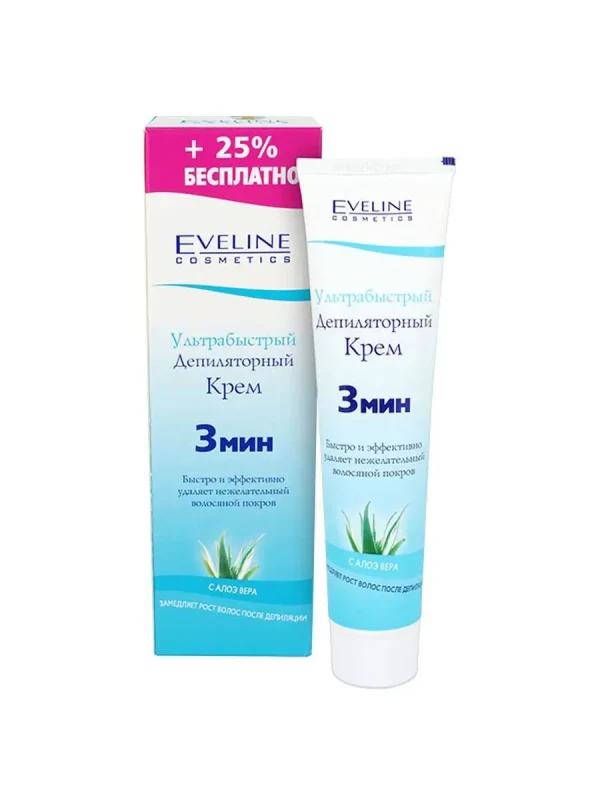 + 25%
БЕСПЛАТНО
EVELINE
COSMETICS
Ультрабыстрый
Депиляторный
Крем
3 мин
Быстро и эффективно
удаляет нежелательный
волосяной покров
С АЛОЭ ВЕРА
ЗАМЕДЛЯЕТ РОСТ ВОЛОС ПОСЛЕ ДЕПИЛЯЦИИ
EVELINE
COSMETICS
Ультрабыстрый
Депиляторный
Крем
3 мин
Быстро и эффективно
удаляет нежелательный
волосяной покров
С АЛОЭ ВЕРА
ЗАМЕДЛЯЕТ РОСТ ВОЛОС ПОСЛЕ ДЕПИЛЯЦИИ